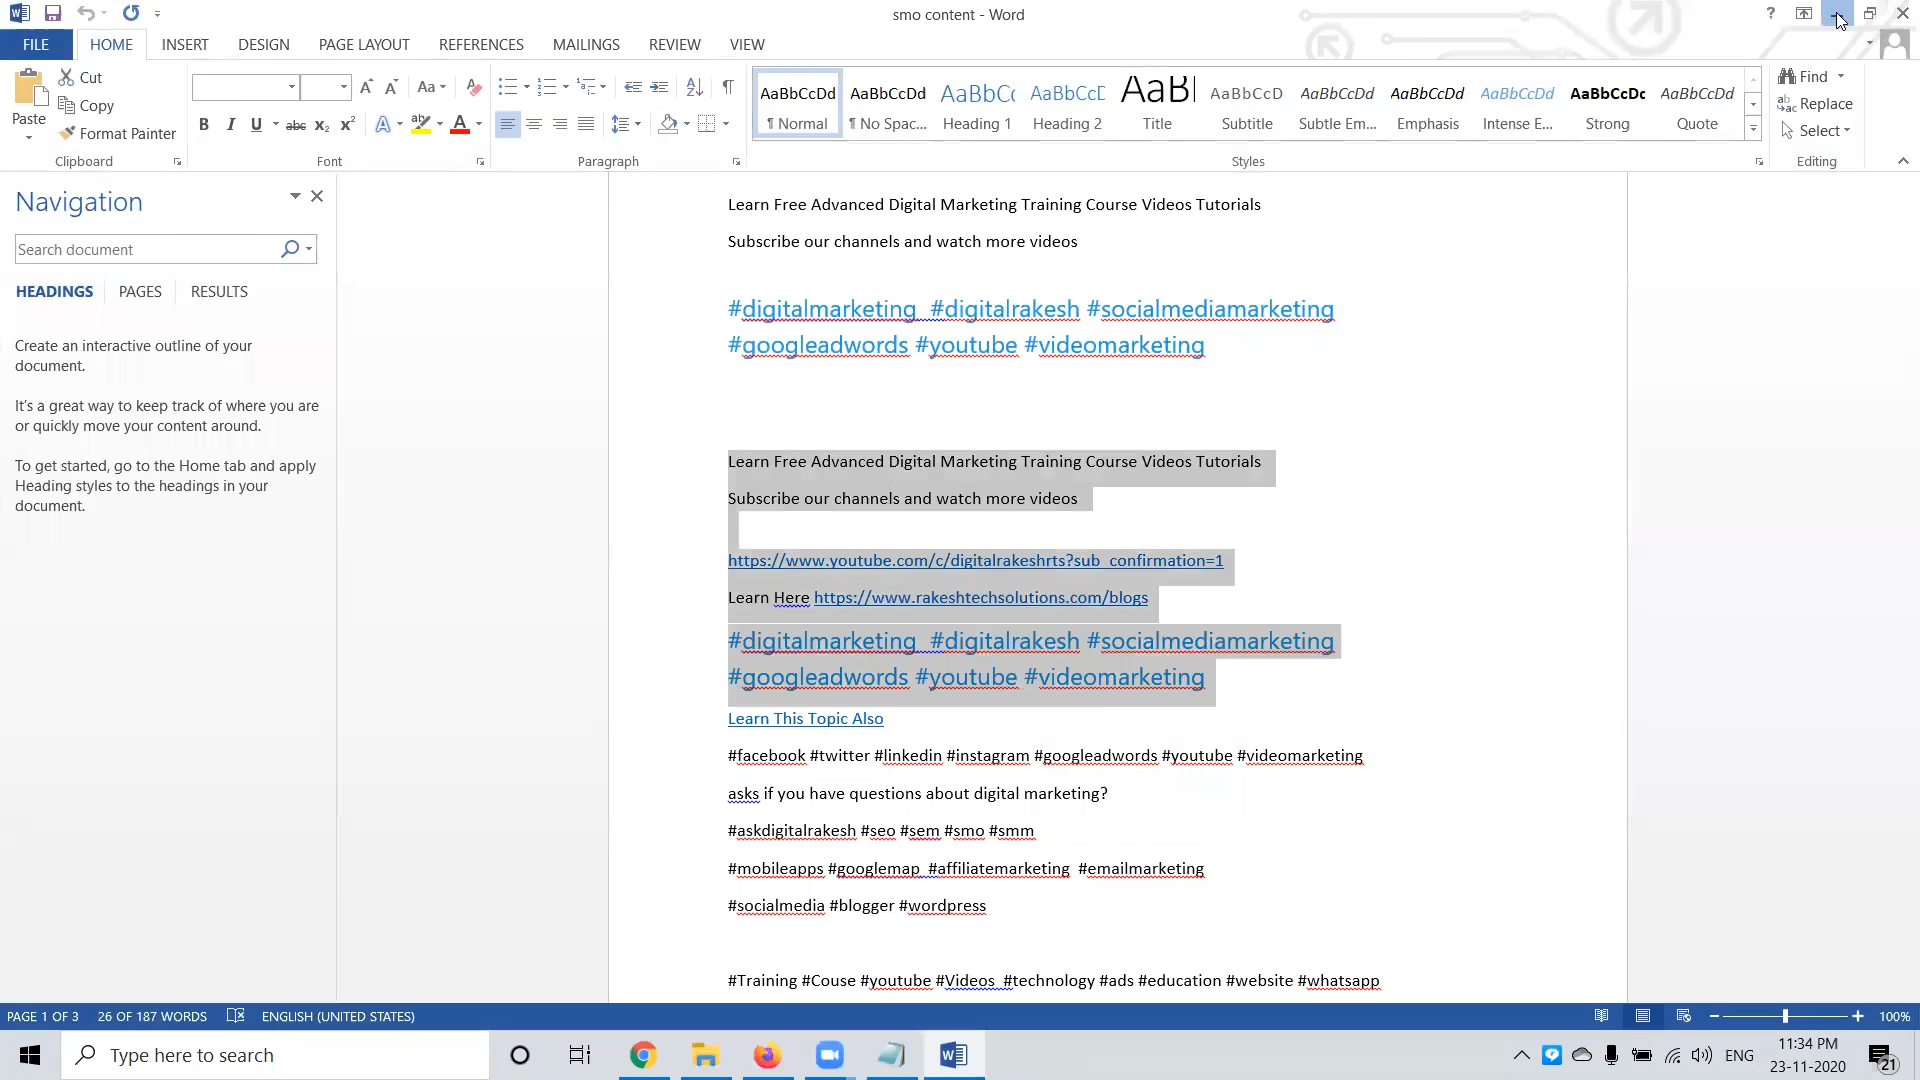 smo content - Word
FILE HOME INSERT DESIGN PAGE LAYOUT REFERENCES MAILINGS REVIEW VIEW
Paste
Cut
Copy
Format Painter
Clipboard
Aa
B I U abc X₂ X² A A
Font
Paragraph
AaBbCcDd AaBbCcDd AaBbCc AaBbCcD AaB AaBbCcD AaBbCcDd AaBbCcDd AaBbCcDd AaBbCcDc AaBbCcDd
¶ Normal ¶ No Spac... Heading 1 Heading 2 Title Subtitle Subtle Em... Emphasis Intense E... Strong Quote
Styles
Find
Replace
Select
Editing
Navigation
Search document
HEADINGS PAGES RESULTS
Create an interactive outline of your
document.
It's a great way to keep track of where you are
or quickly move your content around.
To get started, go to the Home tab and apply
Heading styles to the headings in your
document.
Learn Free Advanced Digital Marketing Training Course Videos Tutorials
Subscribe our channels and watch more videos
#digitalmarketing #digitalrakesh #socialmediamarketing
#googleadwords #youtube #videomarketing
Learn Free Advanced Digital Marketing Training Course Videos Tutorials
Subscribe our channels and watch more videos
https://www.youtube.com/c/digitalrakeshrts?sub_confirmation=1
Learn Here https://www.rakeshtechsolutions.com/blogs
#digitalmarketing #digitalrakesh #socialmediamarketing
#googleadwords #youtube #videomarketing
Learn This Topic Also
#facebook #twitter #linkedin #instagram #googleadwords #youtube #videomarketing
asks if you have questions about digital marketing?
#askdigitalrakesh #seo #sem #smo #smm
#mobileapps #googlemap #affiliatemarketing #emailmarketing
#socialmedia #blogger #wordpress
#Training #Couse #youtube #Videos #technology #ads #education #website #whatsapp
PAGE 1 OF 3 26 OF 187 WORDS ENGLISH (UNITED STATES) 100%
Type here to search
ENG
11:34 PM
23-11-2020
21